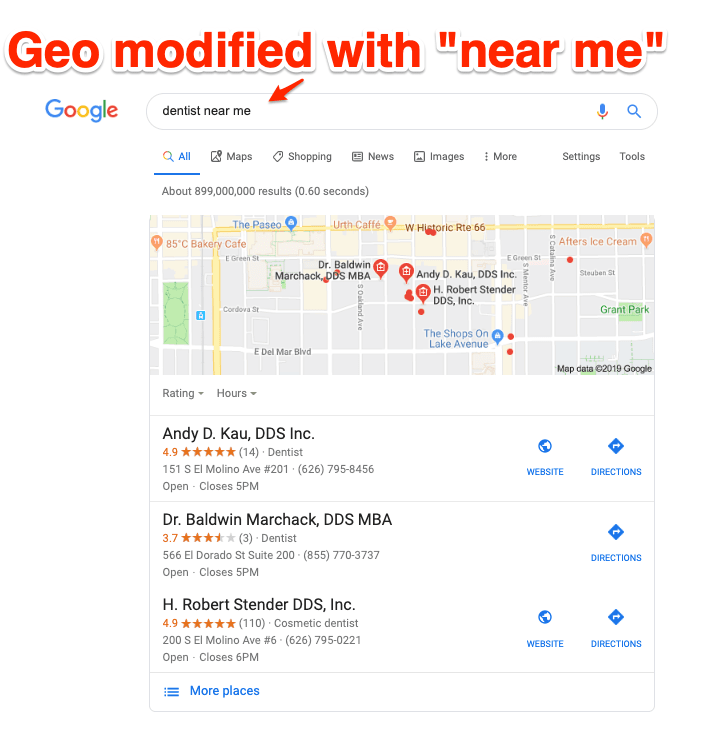 Geo modified with "near me"
Google
dentist near me
All Maps Shopping News Images More Settings Tools
About 899,000,000 results (0.60 seconds)
The Paseo
Urth Caffé
W Historic Rte 66
85°C Bakery Cafe
Afters Ice Cream
E Green St
E Green St
Dr. Baldwin
Marchack, DDS MBA
Andy D. Kau, DDS Inc.
Steuben St
H. Robert Stender
DDS, Inc.
S Oakland Ave
S Mentor Ave
S Catalina Ave
Cordova St
Grant Park
The Shops On
Lake Avenue
E Del Mar Blvd
Map data ©2019 Google
Rating Hours
Andy D. Kau, DDS Inc.
4.9 (14) · Dentist
151 S El Molino Ave #201 · (626) 795-8456
Open · Closes 5PM
WEBSITE DIRECTIONS
Dr. Baldwin Marchack, DDS MBA
3.7 (3) · Dentist
566 El Dorado St Suite 200 · (855) 770-3737
Open · Closes 5PM
DIRECTIONS
H. Robert Stender DDS, Inc.
4.9 (110) · Cosmetic dentist
200 S El Molino Ave #6 · (626) 795-0221
Open · Closes 6PM
WEBSITE DIRECTIONS
More places